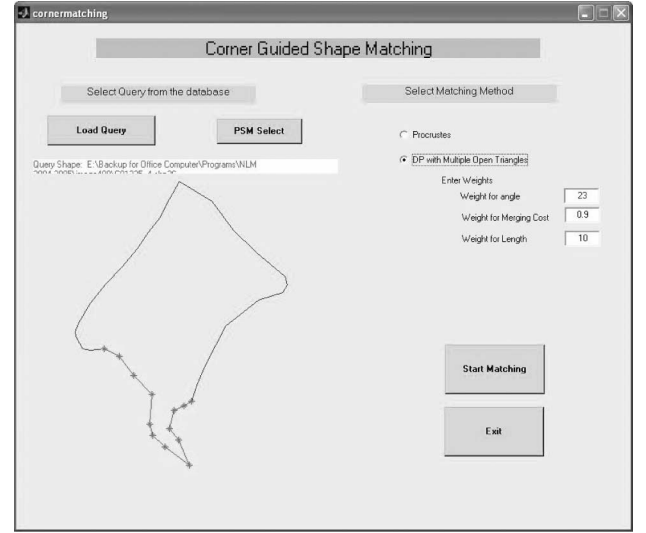 cornermatching
Corner Guided Shape Matching
Select Query from the database
Select Matching Method
Load Query
PSM Select
Procrustes
DP with Multiple Open Triangles
Query Shape: E:\Backup for Office Computer\Programs\NLM
Enter Weights
Weight for angle 23
Weight for Merging Cost 0.9
Weight for Length 10
Start Matching
Exit